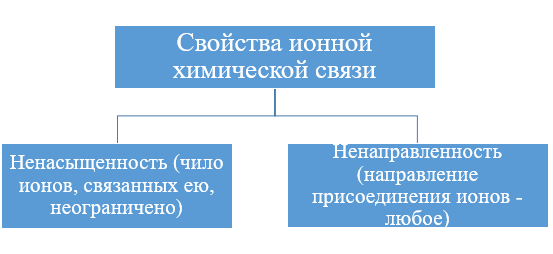 Свойства ионной
химической связи
Ненасыщенность (чило
ионов, связанных ею,
неограничено)
Ненаправленность
(направление
присоединения ионов -
любое)